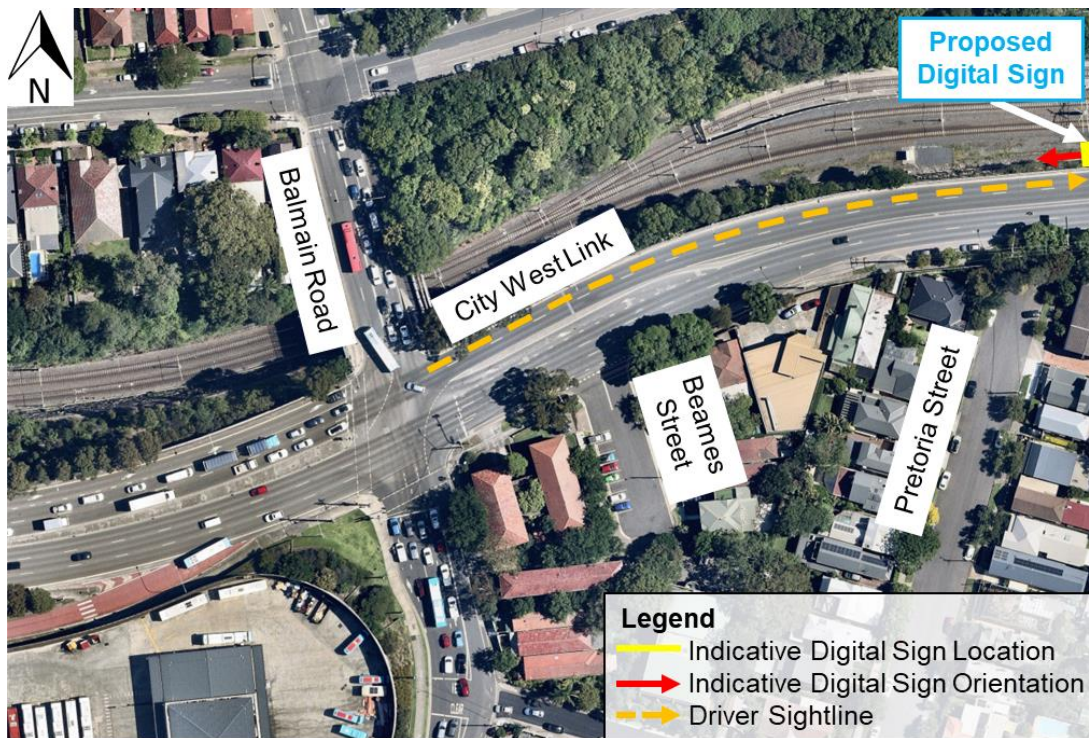 N
Proposed
Digital Sign
Balmain Road
City West Link
Beames
Street
Pretoria Street
Legend
Indicative Digital Sign Location
Indicative Digital Sign Orientation
Driver Sightline